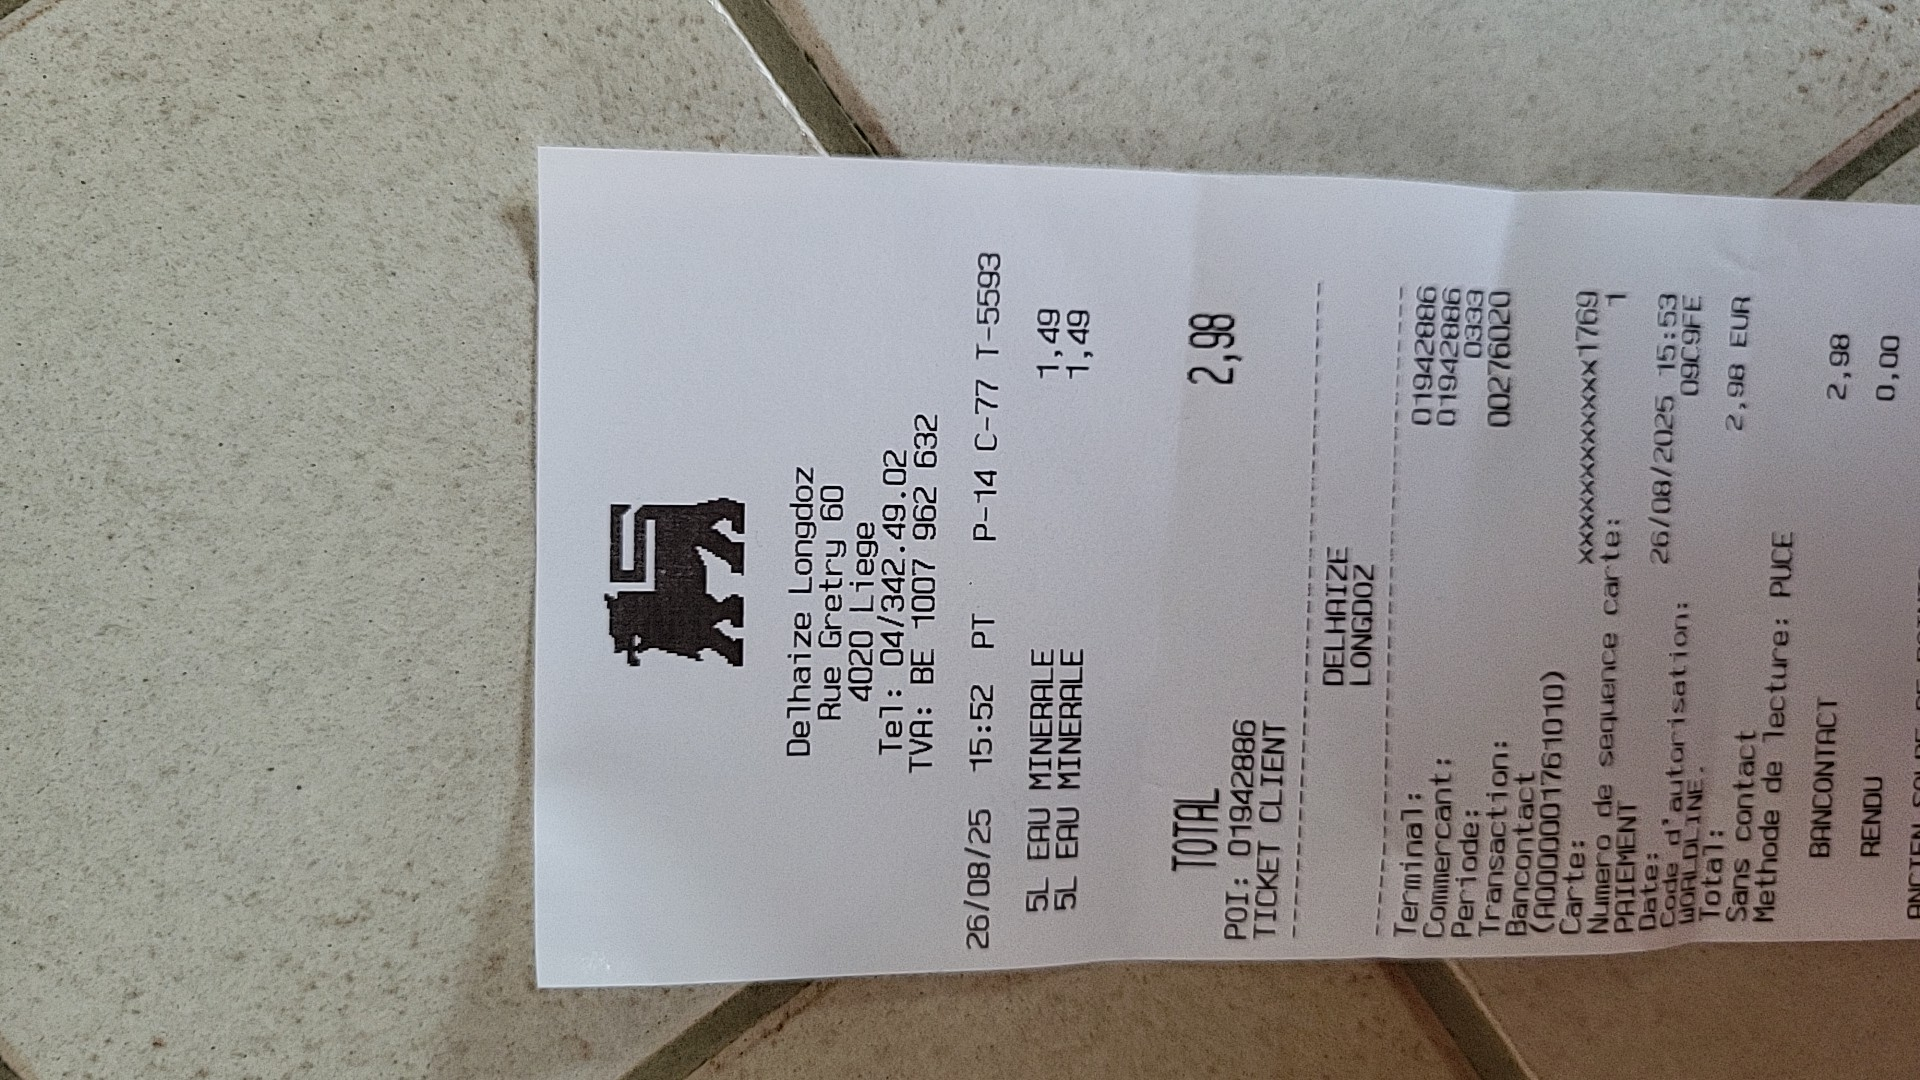 Delhaize Longdoz
Rue Gretry 60
4020 Liege
Tel: 04/342.49.02
TVA: BE 1007 962 632
26/08/25 15:52 PT P-14 C-77 T-5593
5L EAU MINERALE 1,49
5L EAU MINERALE 1,49
TOTAL 2,98
POI: 01942886
TICKET CLIENT
DELHAIZE
LONGDOZ
Terminal: 01942886
Commercant: 01942886
Periode: 0333
Transaction: 00276020
Bancontact
(A0000001761010)
Carte: xxxxxxxxxxxxx1769
Numero de sequence carte: 1
PAIEMENT
Date: 26/08/2025 15:53
Code d'autorisation: 09C9FE
WORLDLINE.
Total: 2,98 EUR
Sans contact
Methode de lecture: PUCE
BANCONTACT 2,98
RENDU 0,00
ANCIEN SOLDE DE